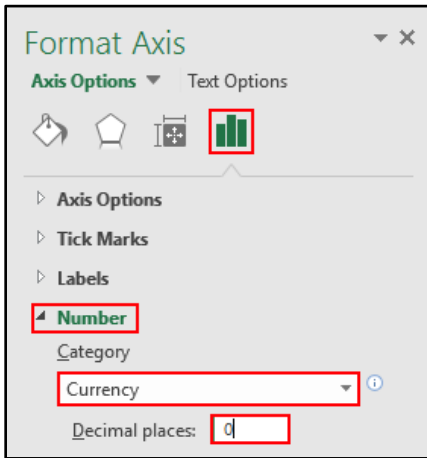 Format Axis
Axis Options Text Options
Axis Options
Tick Marks
Labels
Number
Category
Currency
Decimal places: 0